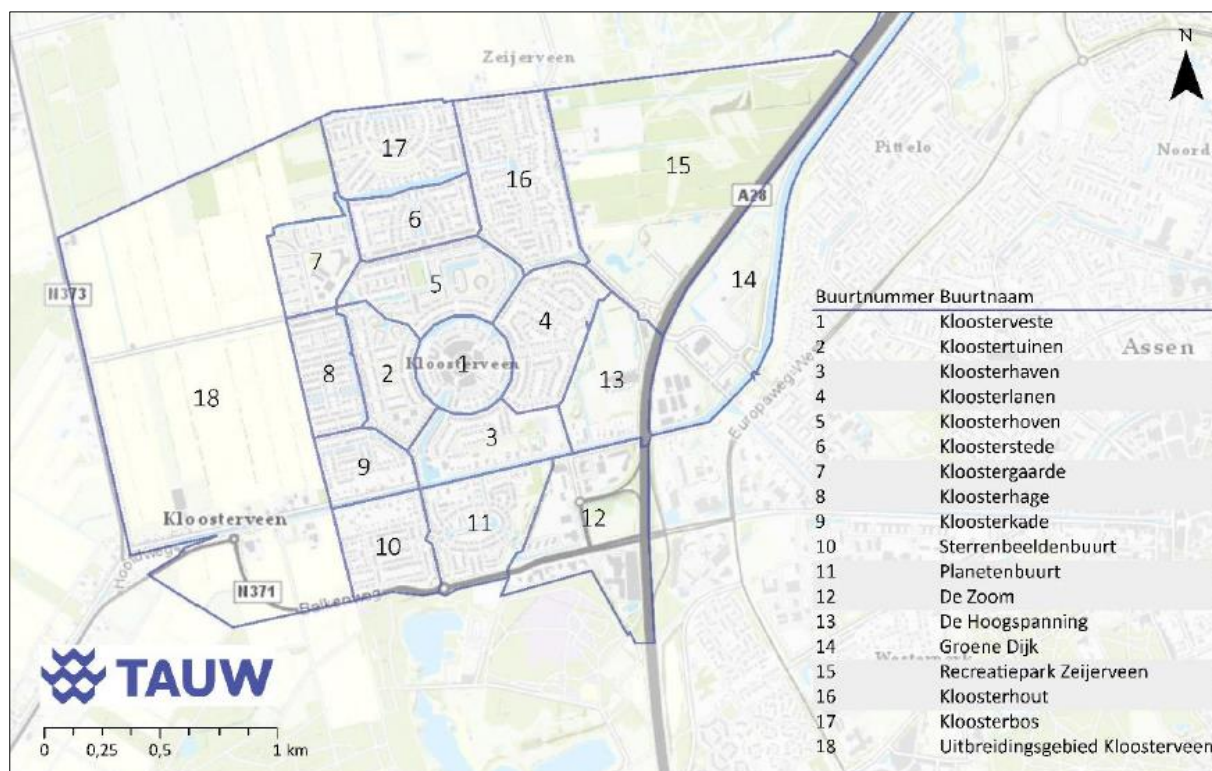 Zeijerveen
N
17
Pittelo
Noord
16
15
A28
6
7
14
5
N373
Buurtnummer Buurtnaam
1 Kloosterveste
2 Kloostertuinen
3 Kloosterhaven
4 Kloosterlanen
5 Kloosterhoven
6 Kloosterstede
7 Kloostergaarde
8 Kloosterhage
9 Kloosterkade
10 Sterrenbeeldenbuurt
11 Planetenbuurt
12 De Zoom
13 De Hoogspanning
14 Groene Dijk
15 Recreatiepark Zeijerveen
16 Kloosterhout
17 Kloosterbos
18 Uitbreidingsgebied Kloosterveen
4
Assen
Kloosterveen
1
8
2
13
18
Europaweg-West
3
9
Kloosterveen
11
12
10
N371
Balkenweg
TAUW
0 0,25 0,5 1 km